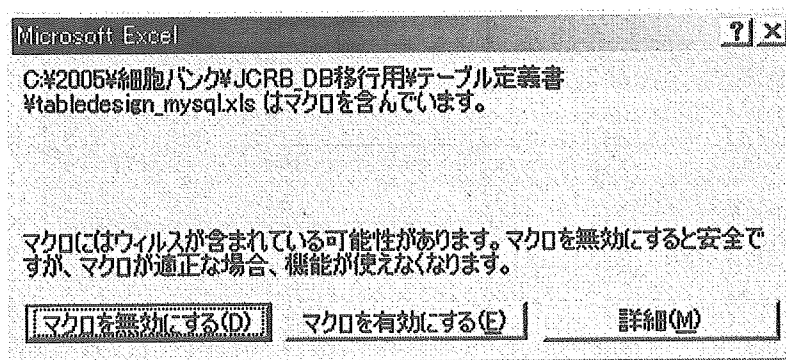 Microsoft Excel
C:¥2005¥細胞バンク¥JCRB_DB移行用¥テーブル定義書
¥tabledesign_mysql.xls はマクロを含んでいます。
マクロにはウィルスが含まれている可能性があります。マクロを無効にすると安全で
すが、マクロが適正な場合、機能が使えなくなります。
マクロを無効にする(D) マクロを有効にする(E) 詳細(M)